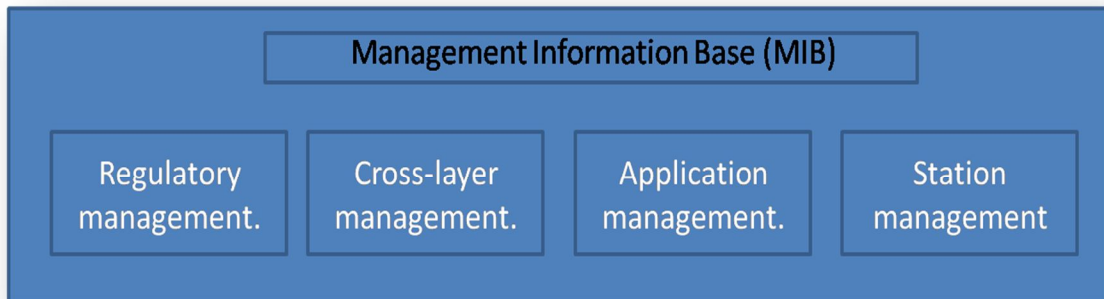 Management Information Base (MIB)
Regulatory
management.
Cross-layer
management.
Application
management.
Station
management